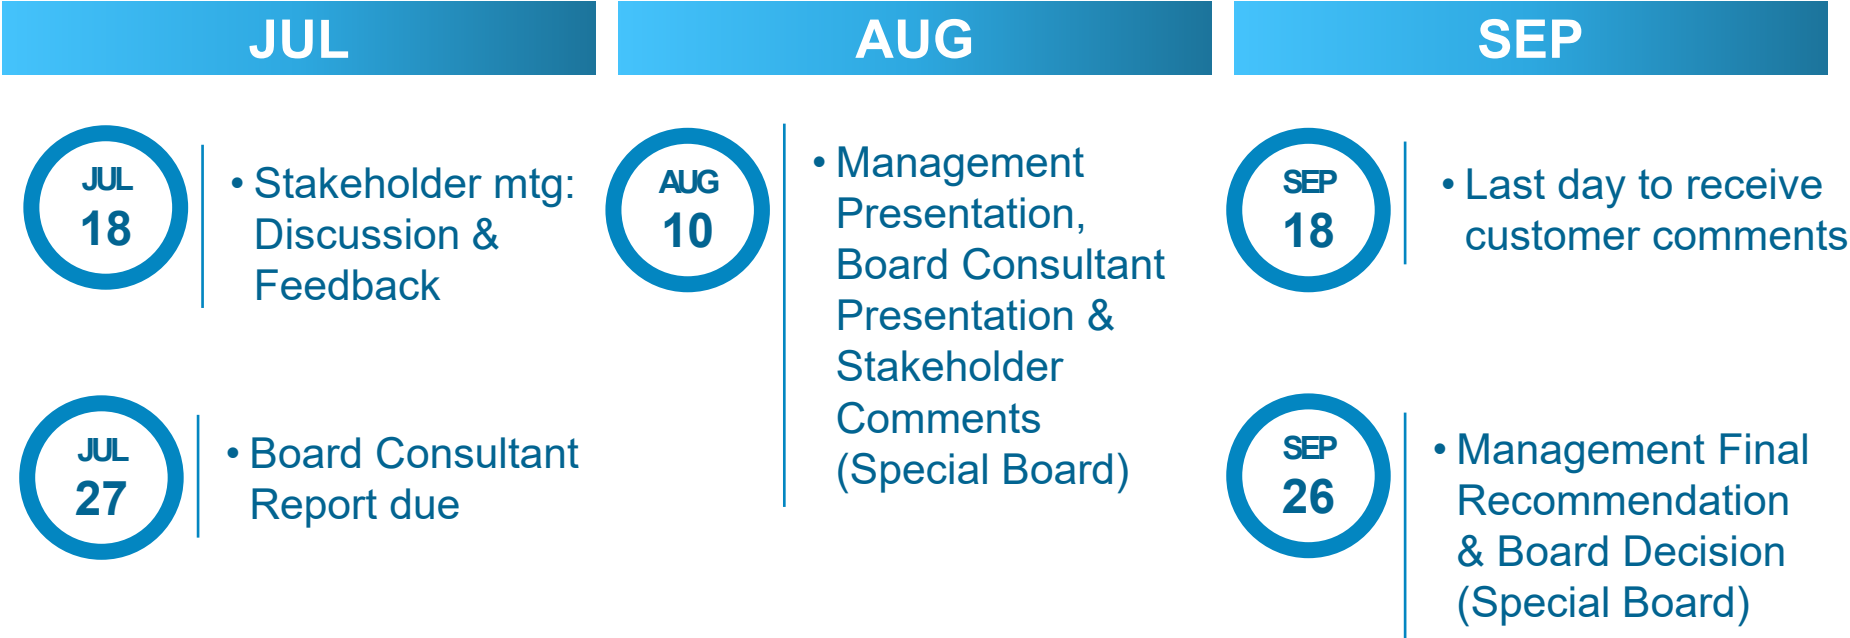 JUL
JUL
18
• Stakeholder mtg:
Discussion &
Feedback
JUL
27
• Board Consultant
Report due
AUG
AUG
10
• Management
Presentation,
Board Consultant
Presentation &
Stakeholder
Comments
(Special Board)
SEP
SEP
18
• Last day to receive
customer comments
SEP
26
• Management Final
Recommendation
& Board Decision
(Special Board)